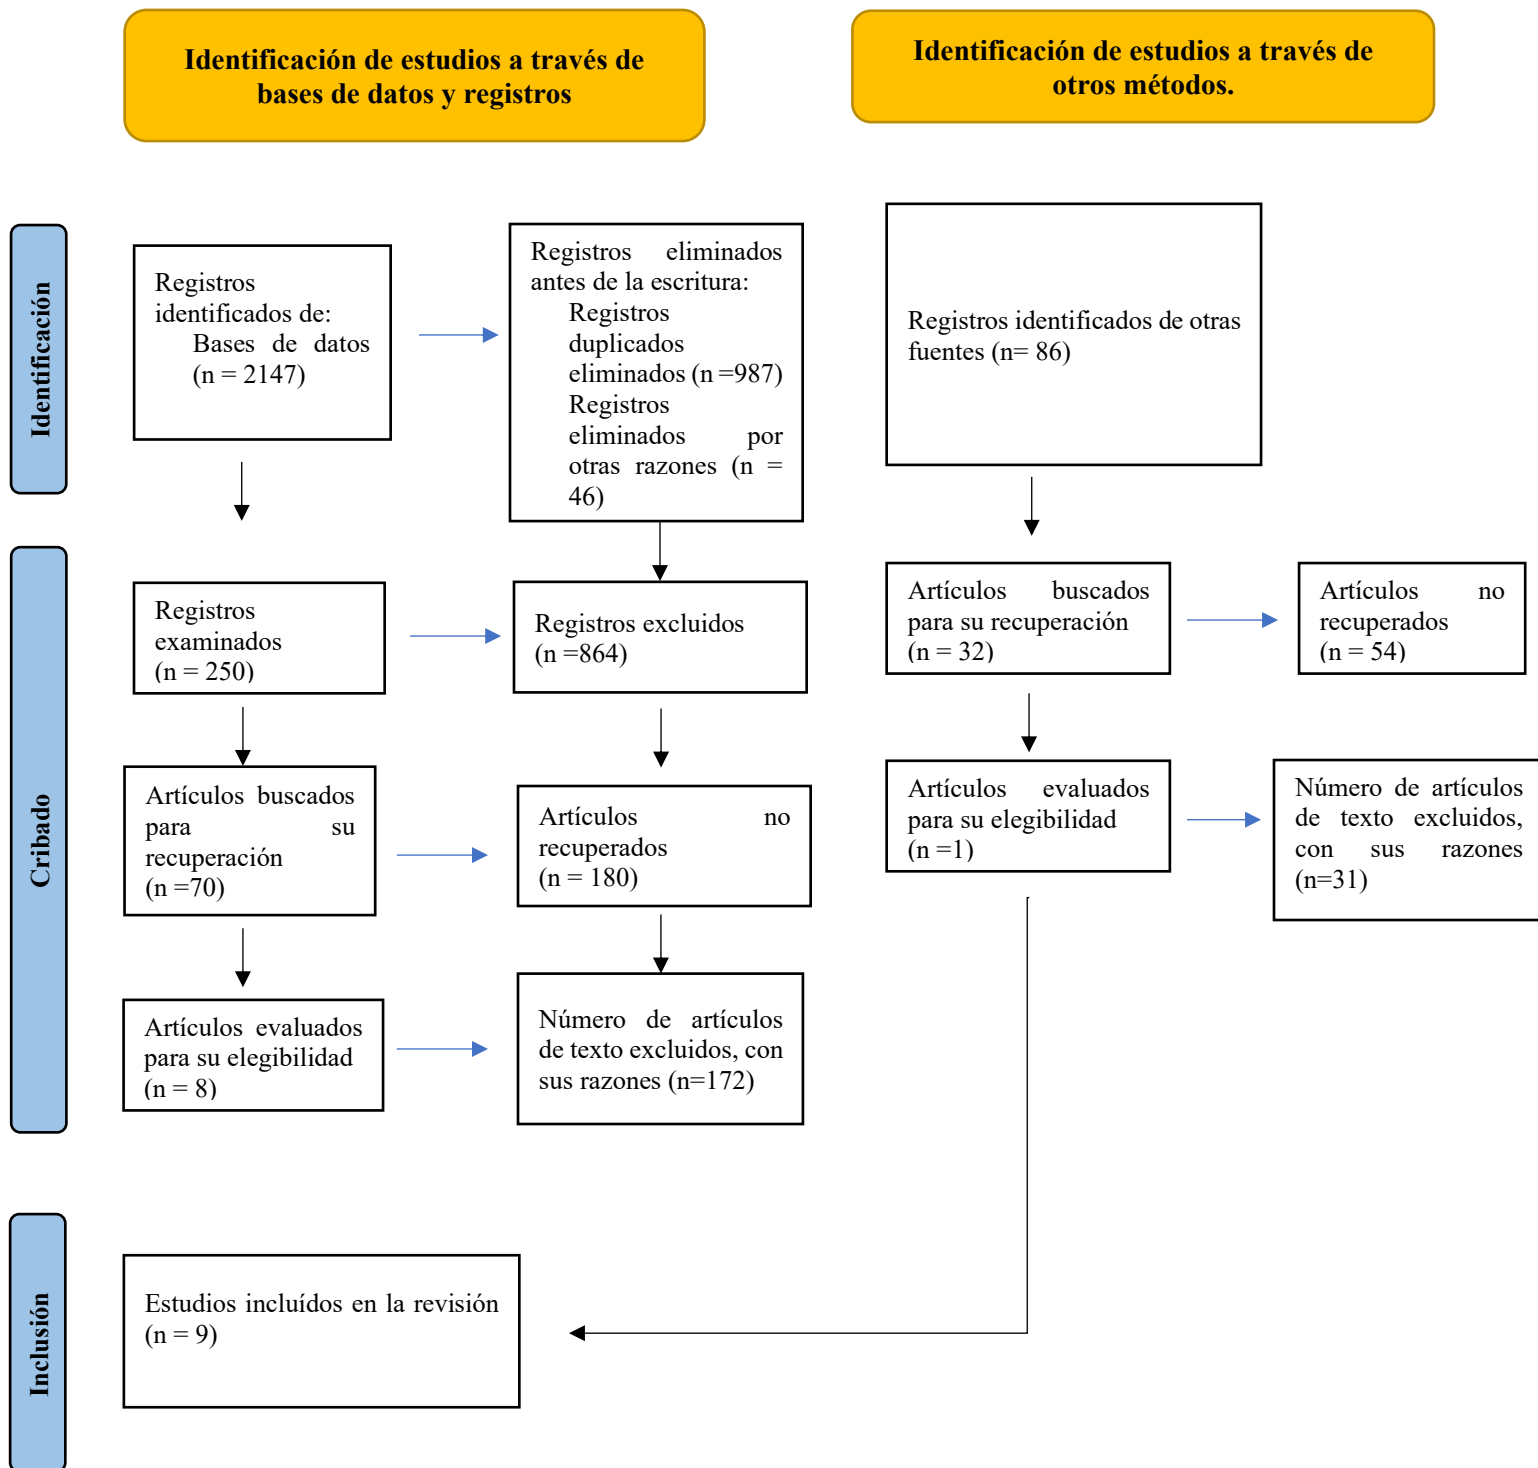 Identificación de estudios a través de
bases de datos y registros
Identificación de estudios a través de
otros métodos.
Identificación
Registros
identificados de:
Bases de datos
(n = 2147)
Registros eliminados
antes de la escritura:
Registros
duplicados
eliminados (n =987)
Registros
eliminados por
otras razones (n =
46)
Registros identificados de otras
fuentes (n= 86)
Cribado
Registros
examinados
(n = 250)
Registros excluidos
(n =864)
Artículos buscados
para su recuperación
(n = 32)
Artículos no
recuperados
(n = 54)
Artículos buscados
para su
recuperación
(n =70)
Artículos no
recuperados
(n = 180)
Artículos evaluados
para su elegibilidad
(n =1)
Número de artículos
de texto excluidos,
con sus razones
(n=31)
Artículos evaluados
para su elegibilidad
(n = 8)
Número de artículos
de texto excluidos, con
sus razones (n=172)
Inclusión
Estudios incluídos en la revisión
(n = 9)